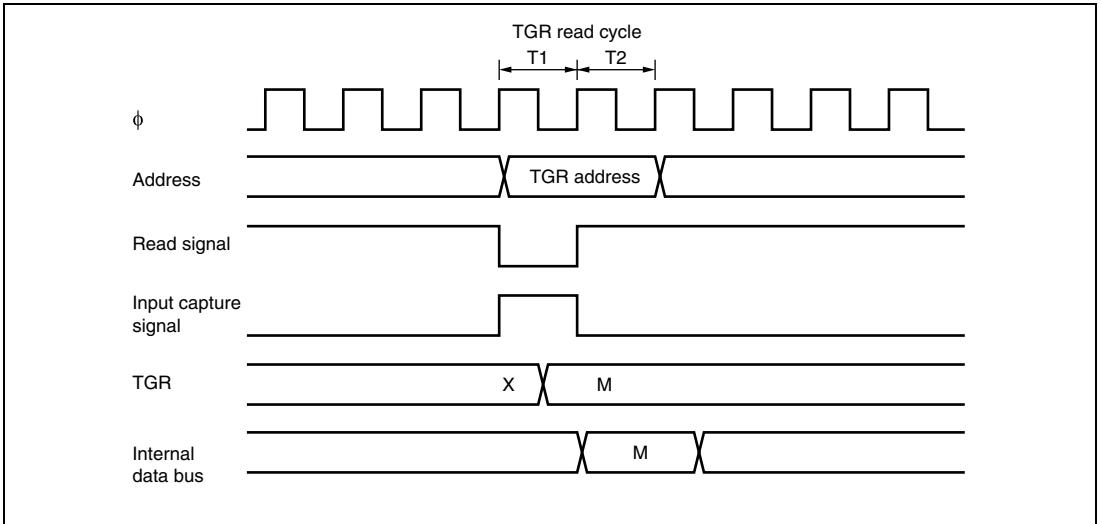 TGR read cycle
T1 T2
ϕ
Address
TGR address
Read signal
Input capture
signal
TGR
X M
Internal
data bus
M